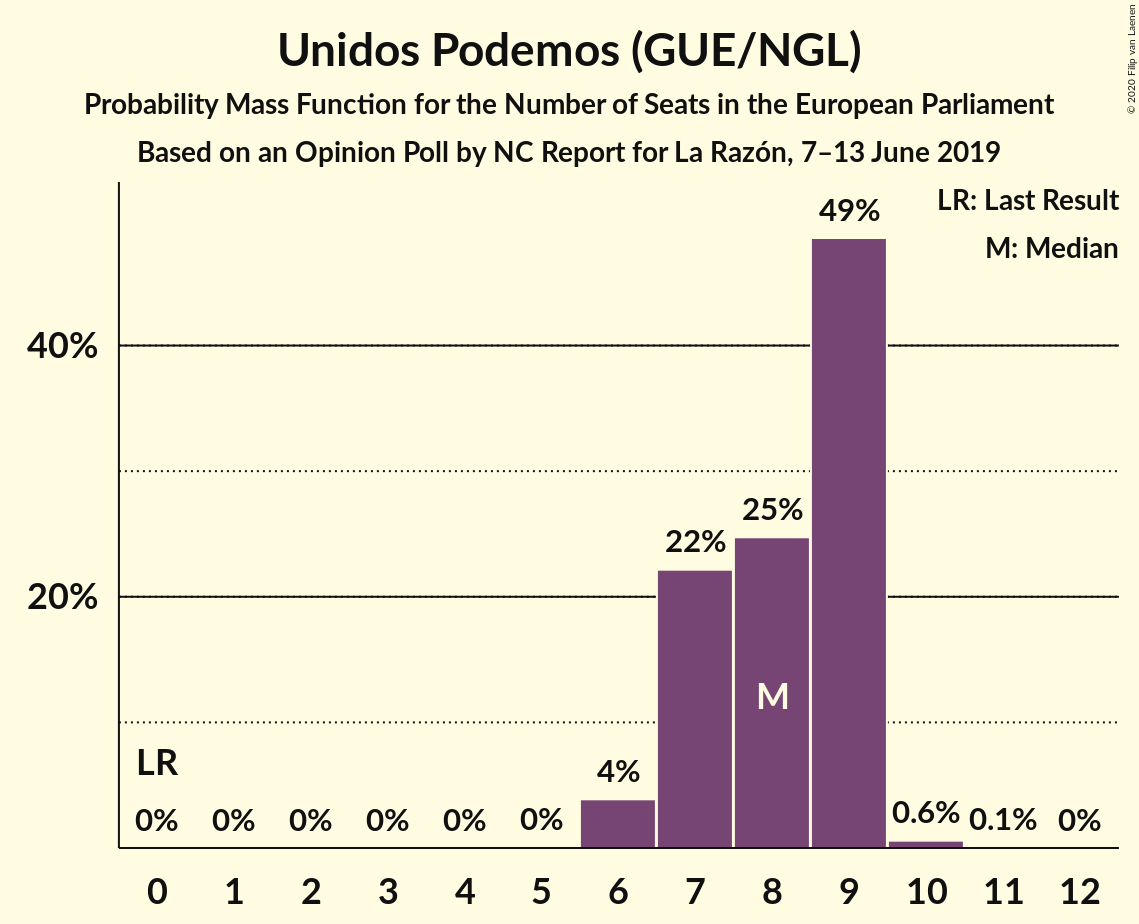 Unidos Podemos (GUE/NGL)
Probability Mass Function for the Number of Seats in the European Parliament
Based on an Opinion Poll by NC Report for La Razón, 7–13 June 2019
© 2020 Filip van Laenen
LR: Last Result
M: Median
49%
40%
25%
22%
20%
M
LR
4%
0% 0% 0% 0% 0% 0% 0.6% 0.1% 0%
0 1 2 3 4 5 6 7 8 9 10 11 12